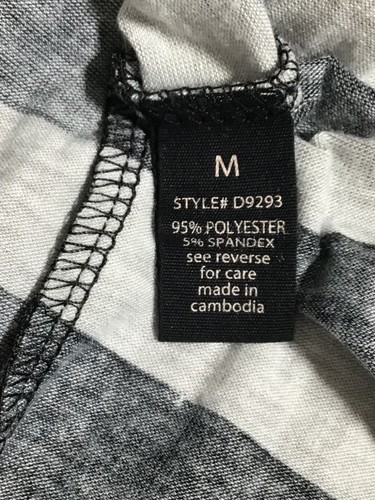 M
STYLE# D9293
95% POLYESTER
5% SPANDEX
see reverse
for care
made in
cambodia